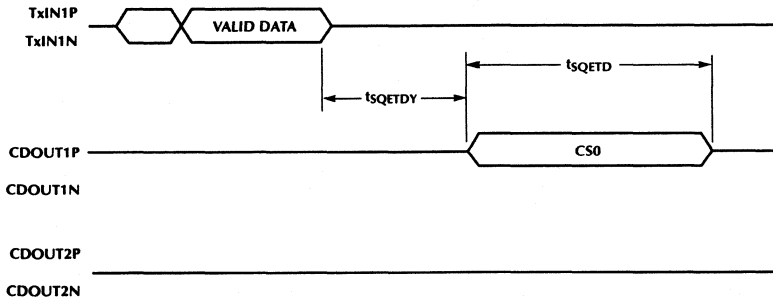 TxIN1P
TxIN1N
VALID DATA
tSQETDY
tSQETD
CDOUT1P
CS0
CDOUT1N
CDOUT2P
CDOUT2N